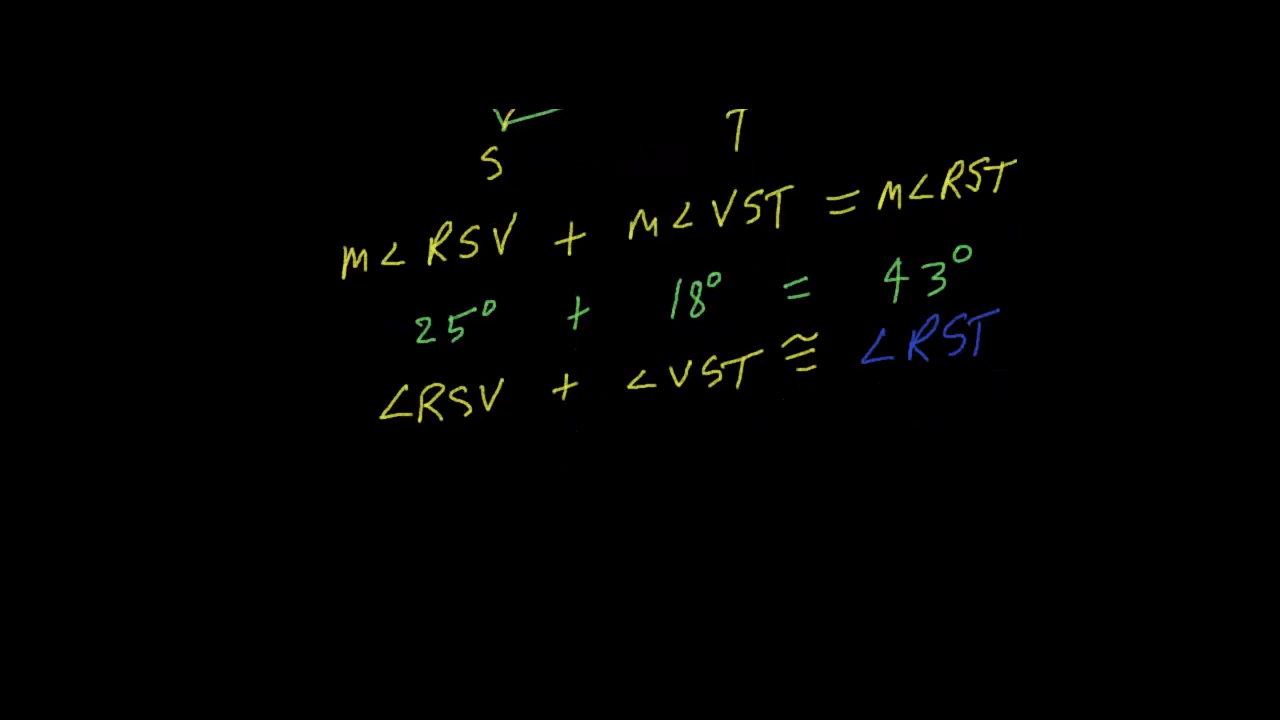 S T
m∠RSV + m∠VST = m∠RST
25° + 18° = 43°
∠RSV + ∠VST ≅ ∠RST